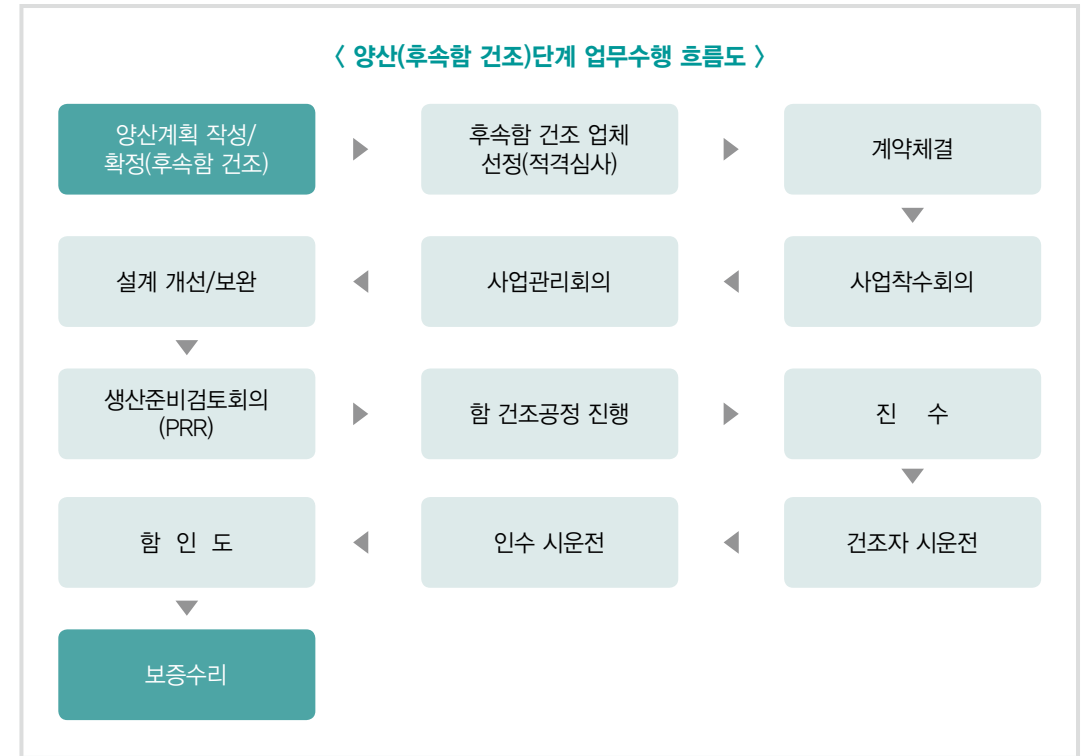 〈 양산(후속함 건조)단계 업무수행 흐름도 〉
양산계획 작성/
확정(후속함 건조)
후속함 건조 업체
선정(적격심사)
계약체결
사업착수회의
사업관리회의
설계 개선/보완
생산준비검토회의
(PRR)
함 건조공정 진행
진 수
건조자 시운전
인수 시운전
함 인 도
보증수리